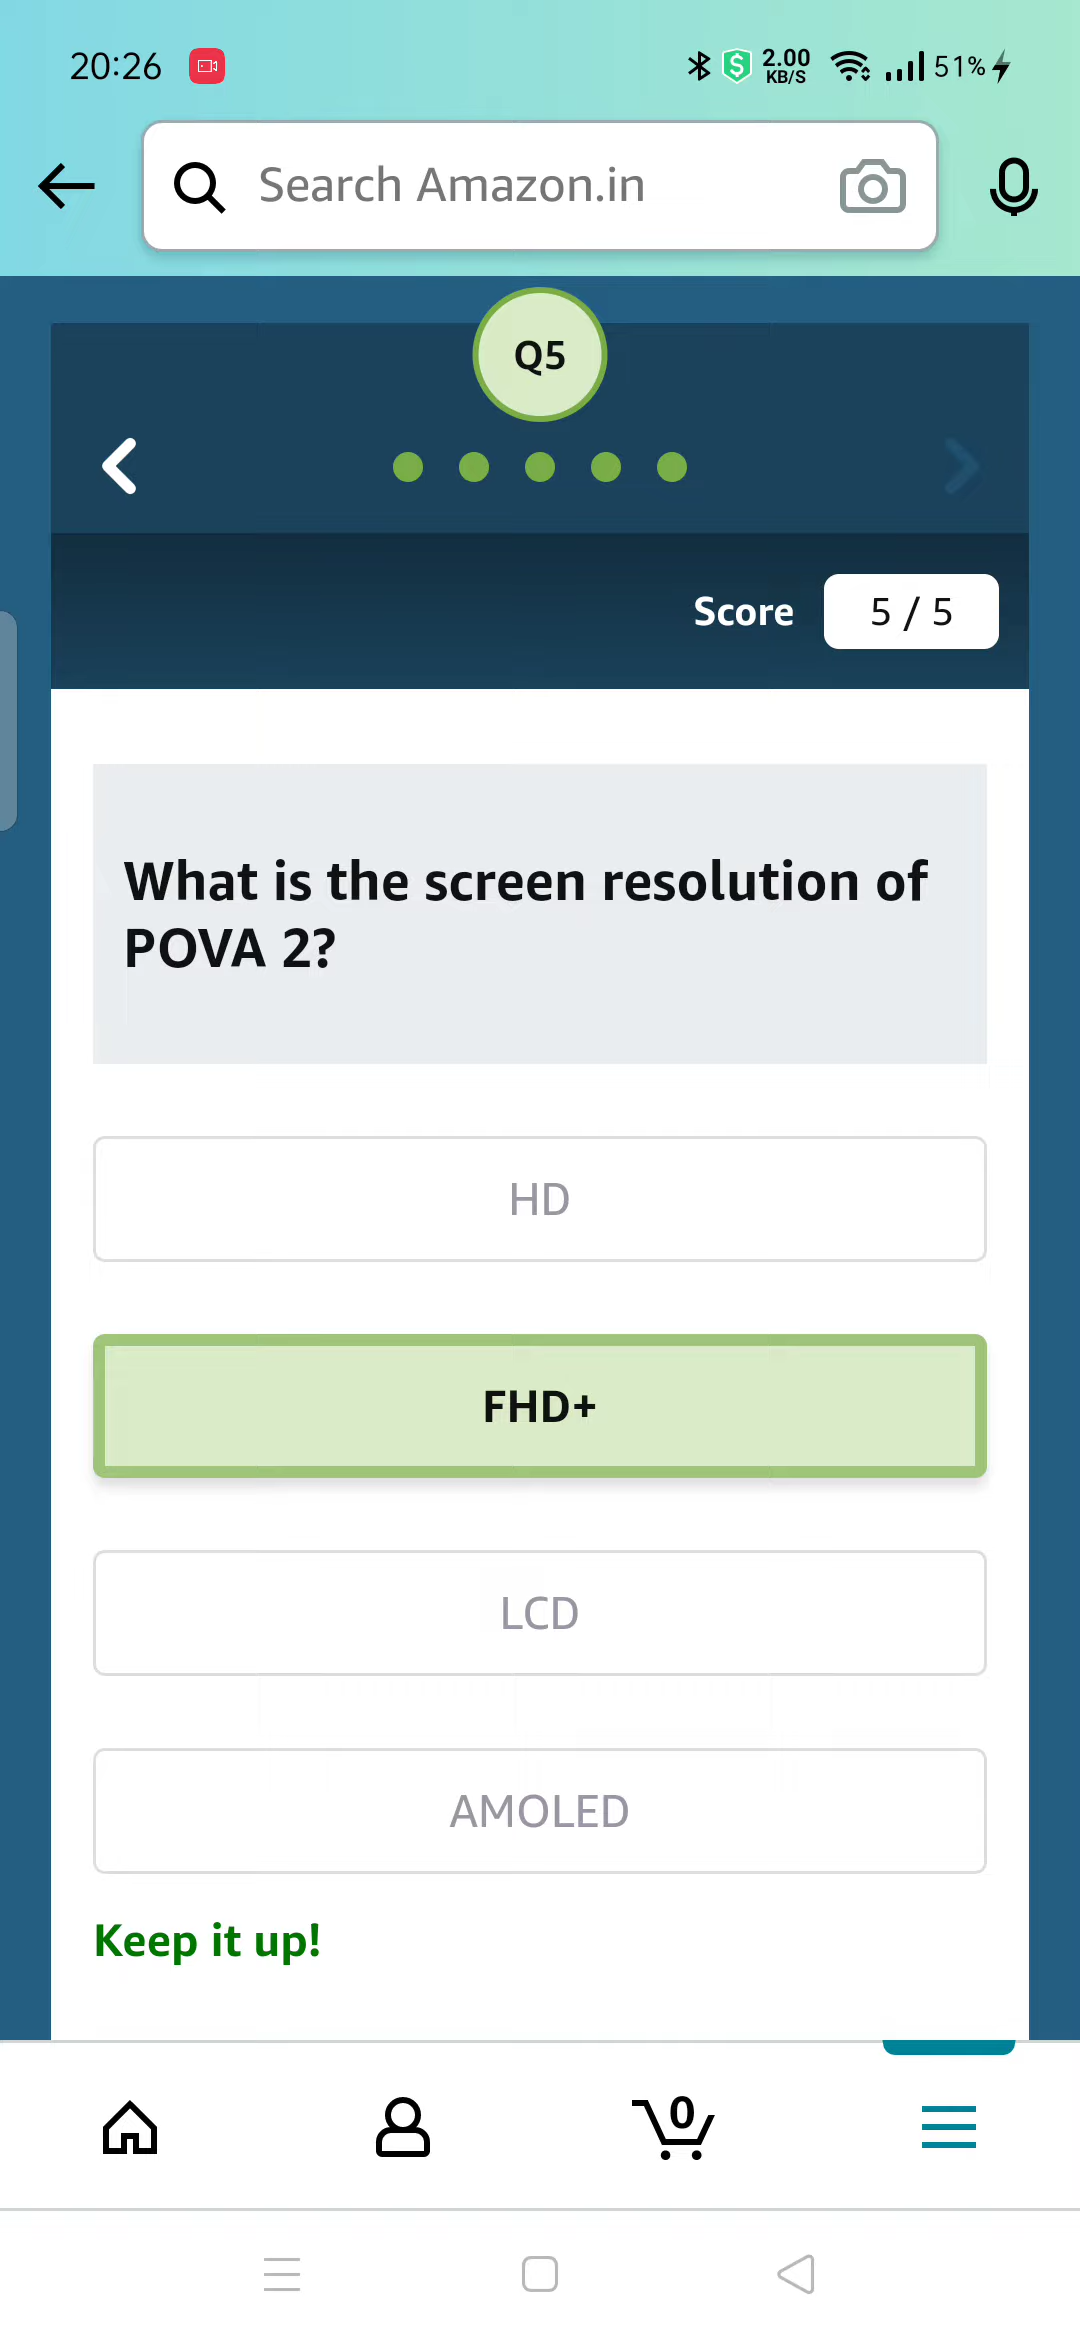 20:26
2.00
KB/S
51%
Search Amazon.in
Q5
Score
5 / 5
What is the screen resolution of
POVA 2?
HD
FHD+
LCD
AMOLED
Keep it up!
0